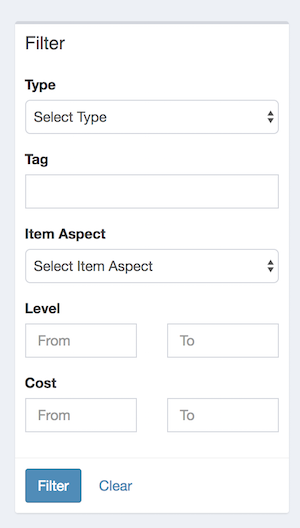 Filter
Type
Select Type
Tag
Item Aspect
Select Item Aspect
Level
From To
Cost
From To
Filter Clear